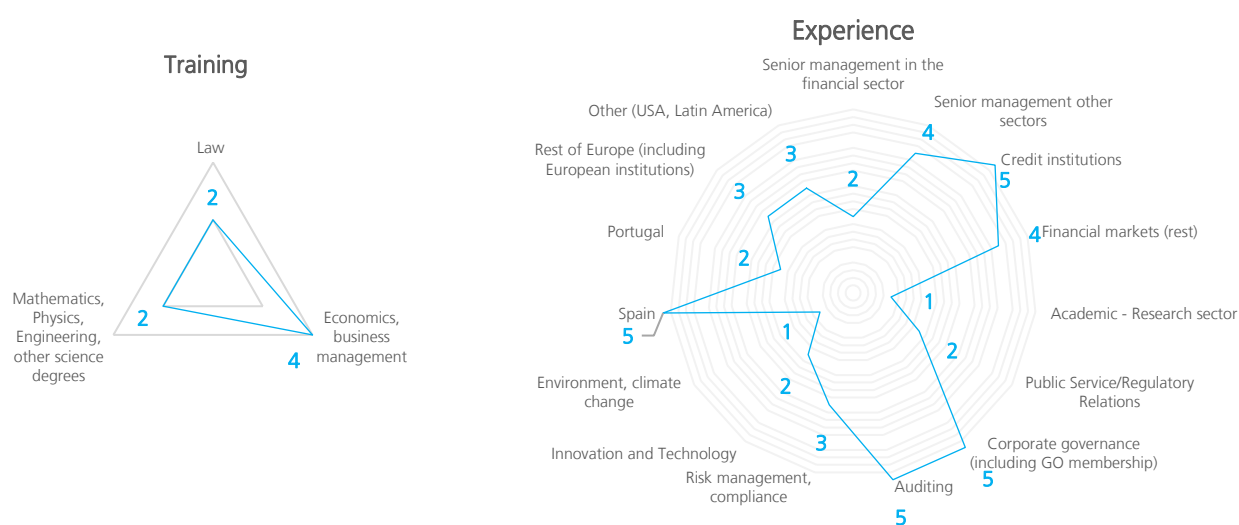 Training
Law
2
Mathematics,
Physics,
Engineering,
other science
degrees
2
Economics,
business
management
4
Experience
Senior management in the
financial sector
2
Senior management other
sectors
4
Credit institutions
5
Financial markets (rest)
4
Academic - Research sector
1
Public Service/Regulatory
Relations
2
Corporate governance
(including GO membership)
5
Auditing
5
Risk management,
compliance
3
Innovation and Technology
2
Environment, climate
change
1
Spain
5
Portugal
2
Rest of Europe (including
European institutions)
3
Other (USA, Latin America)
3